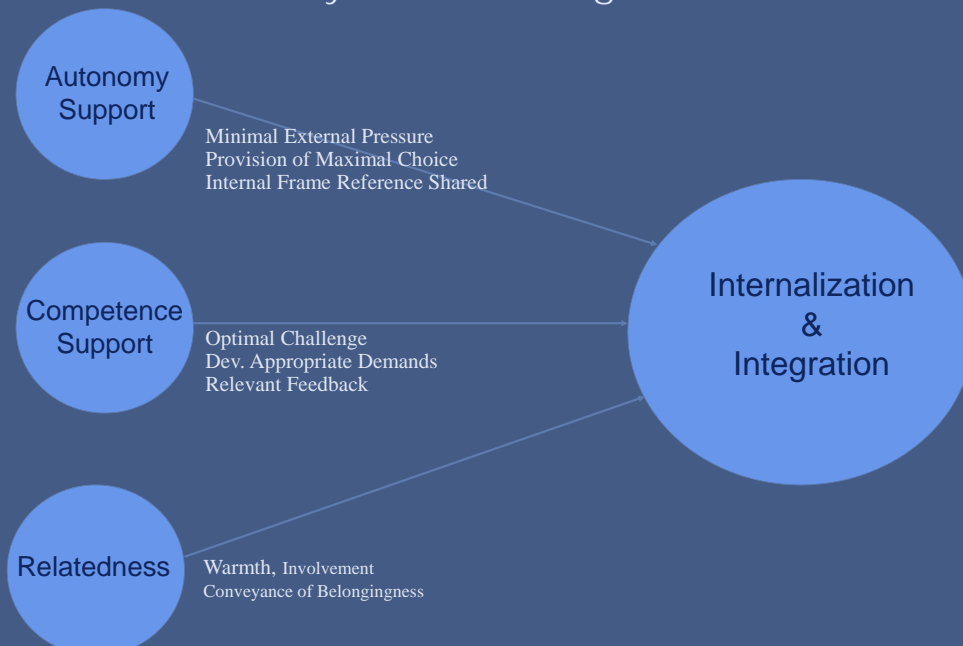 Autonomy
Support
Minimal External Pressure
Provision of Maximal Choice
Internal Frame Reference Shared
Competence
Support
Optimal Challenge
Dev. Appropriate Demands
Relevant Feedback
Relatedness
Warmth, Involvement
Conveyance of Belongingness
Internalization
&
Integration